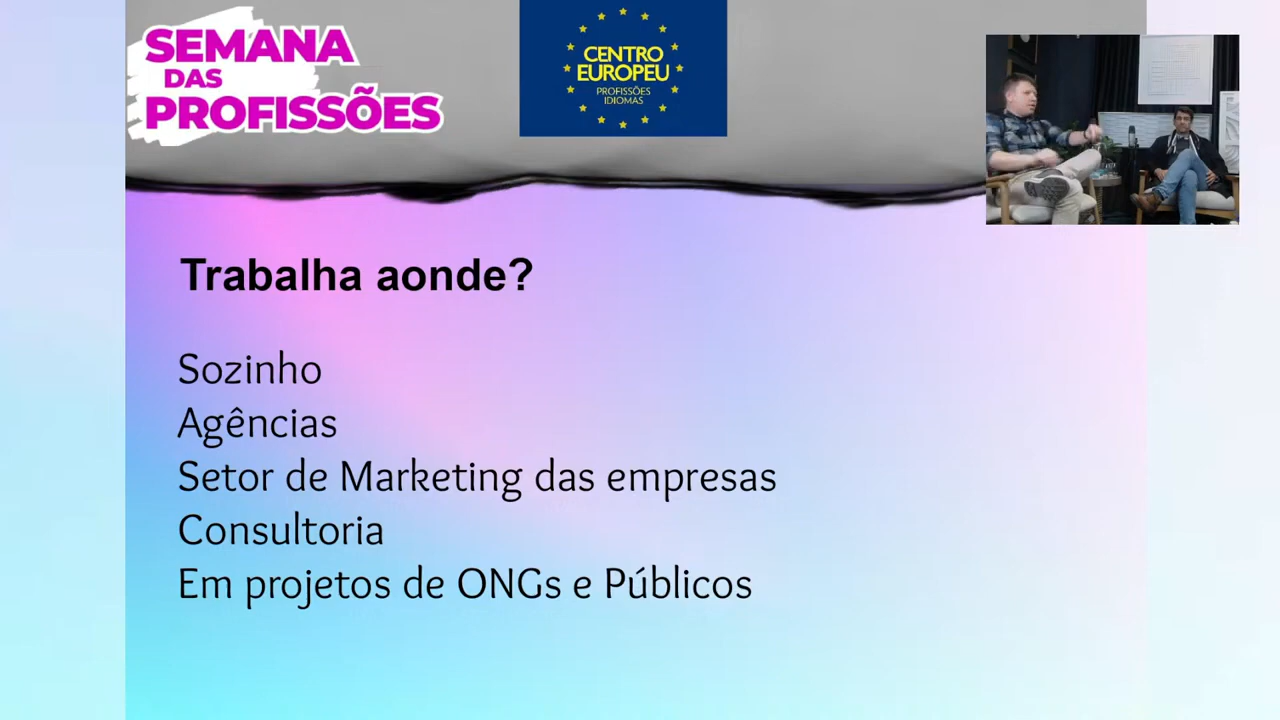 SEMANA
DAS
PROFISSÕES
CENTRO
EUROPEU
PROFISSÕES
IDIOMAS
Trabalha aonde?
Sozinho
Agências
Setor de Marketing das empresas
Consultoria
Em projetos de ONGs e Públicos